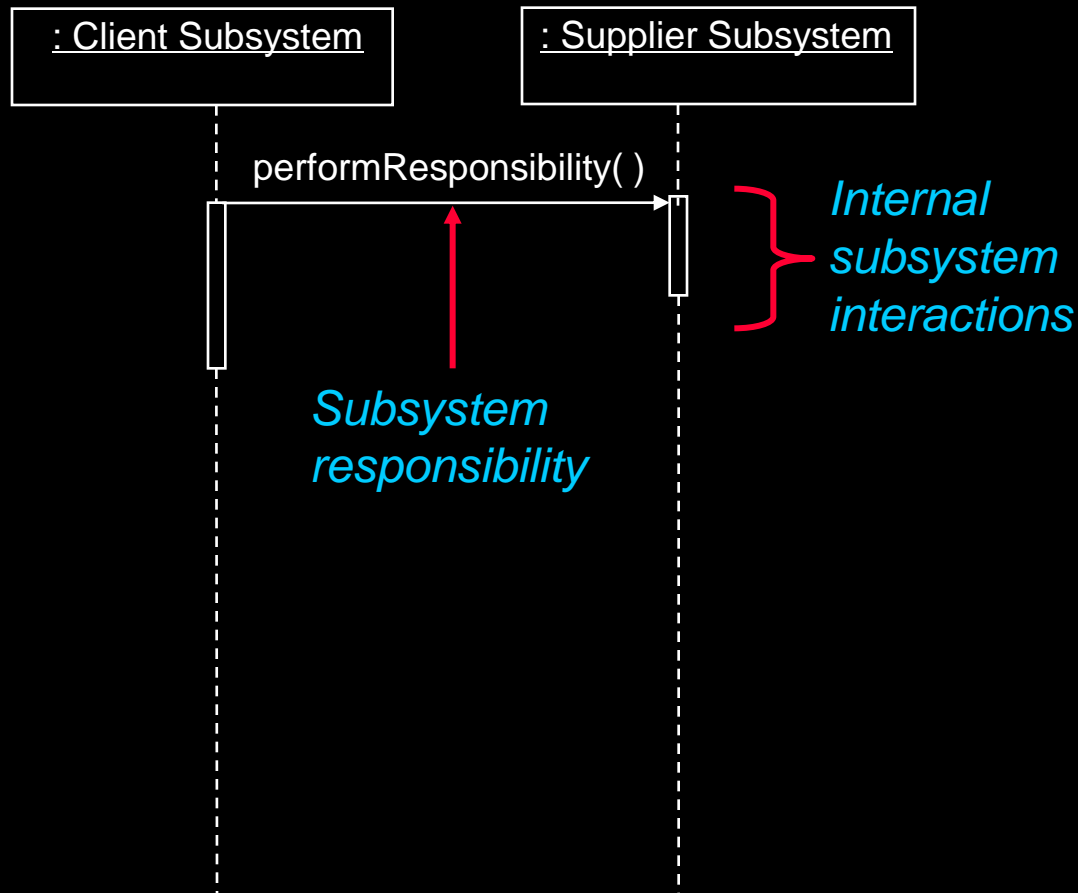 : Client Subsystem
: Supplier Subsystem
performResponsibility( )
Internal
subsystem
interactions
Subsystem
responsibility